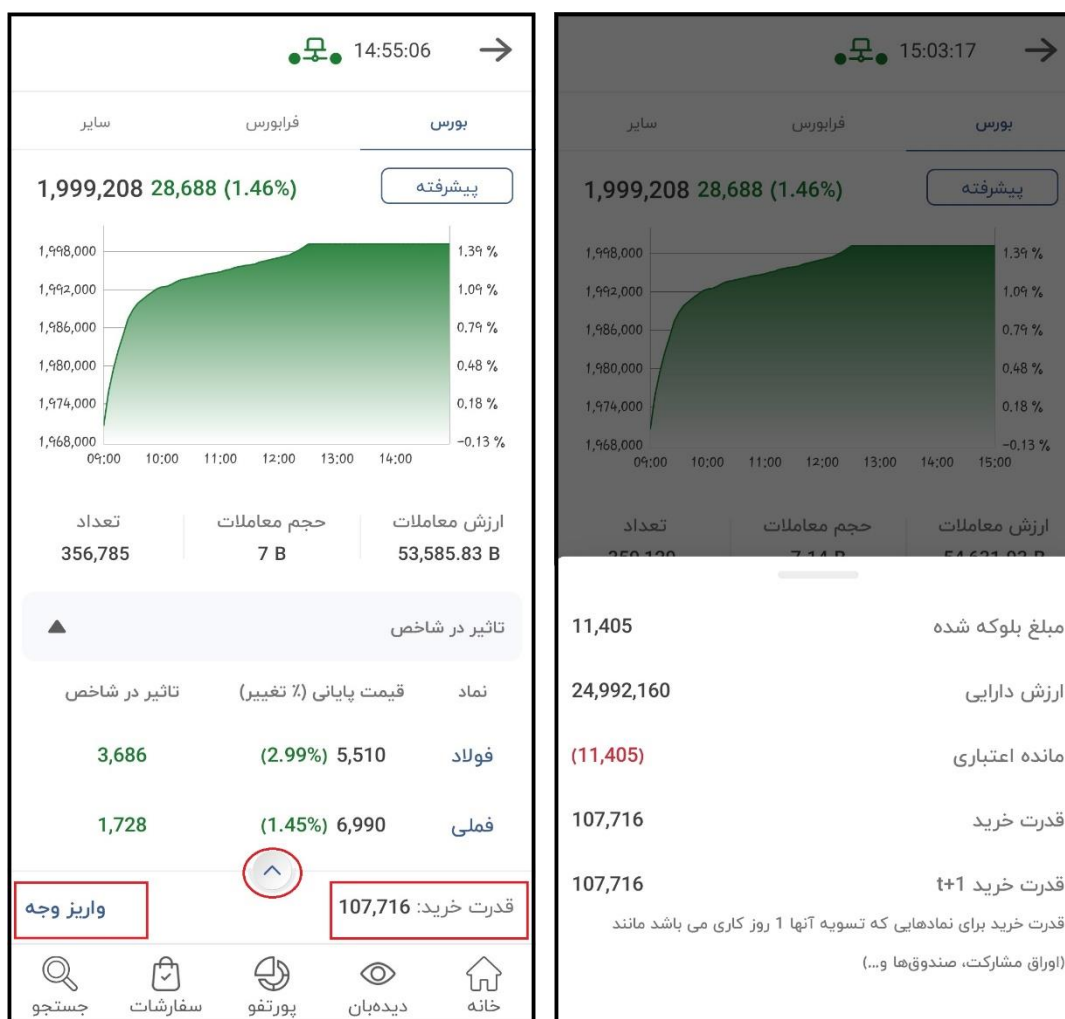 14:55:06
بورس فرابورس سایر
پیشرفته 1,999,208 28,688 (1.46%)
1,998,000 1.39 %
1,992,000 1.09 %
1,986,000 0.79 %
1,980,000 0.48 %
1,974,000 0.18 %
1,968,000 -0.13 %
09:00 10:00 11:00 12:00 13:00 14:00
ارزش معاملات حجم معاملات تعداد
53,585.83 B 7 B 356,785
تاثیر در شاخص
نماد قیمت پایانی (٪ تغییر) تاثیر در شاخص
فولاد 5,510 (2.99%) 3,686
فملی 6,990 (1.45%) 1,728
قدرت خرید: 107,716 واریز وجه
خانه دیده‌بان پورتفو سفارشات جستجو
15:03:17
بورس فرابورس سایر
پیشرفته 1,999,208 28,688 (1.46%)
1,998,000 1.39 %
1,992,000 1.09 %
1,986,000 0.79 %
1,980,000 0.48 %
1,974,000 0.18 %
1,968,000 -0.13 %
09:00 10:00 11:00 12:00 13:00 14:00 15:00
ارزش معاملات حجم معاملات تعداد
مبلغ بلوکه شده 11,405
ارزش دارایی 24,992,160
مانده اعتباری (11,405)
قدرت خرید 107,716
قدرت خرید t+1 107,716
قدرت خرید برای نمادهایی که تسویه آنها 1 روز کاری می باشد مانند
(اوراق مشارکت، صندوق‌ها و...)